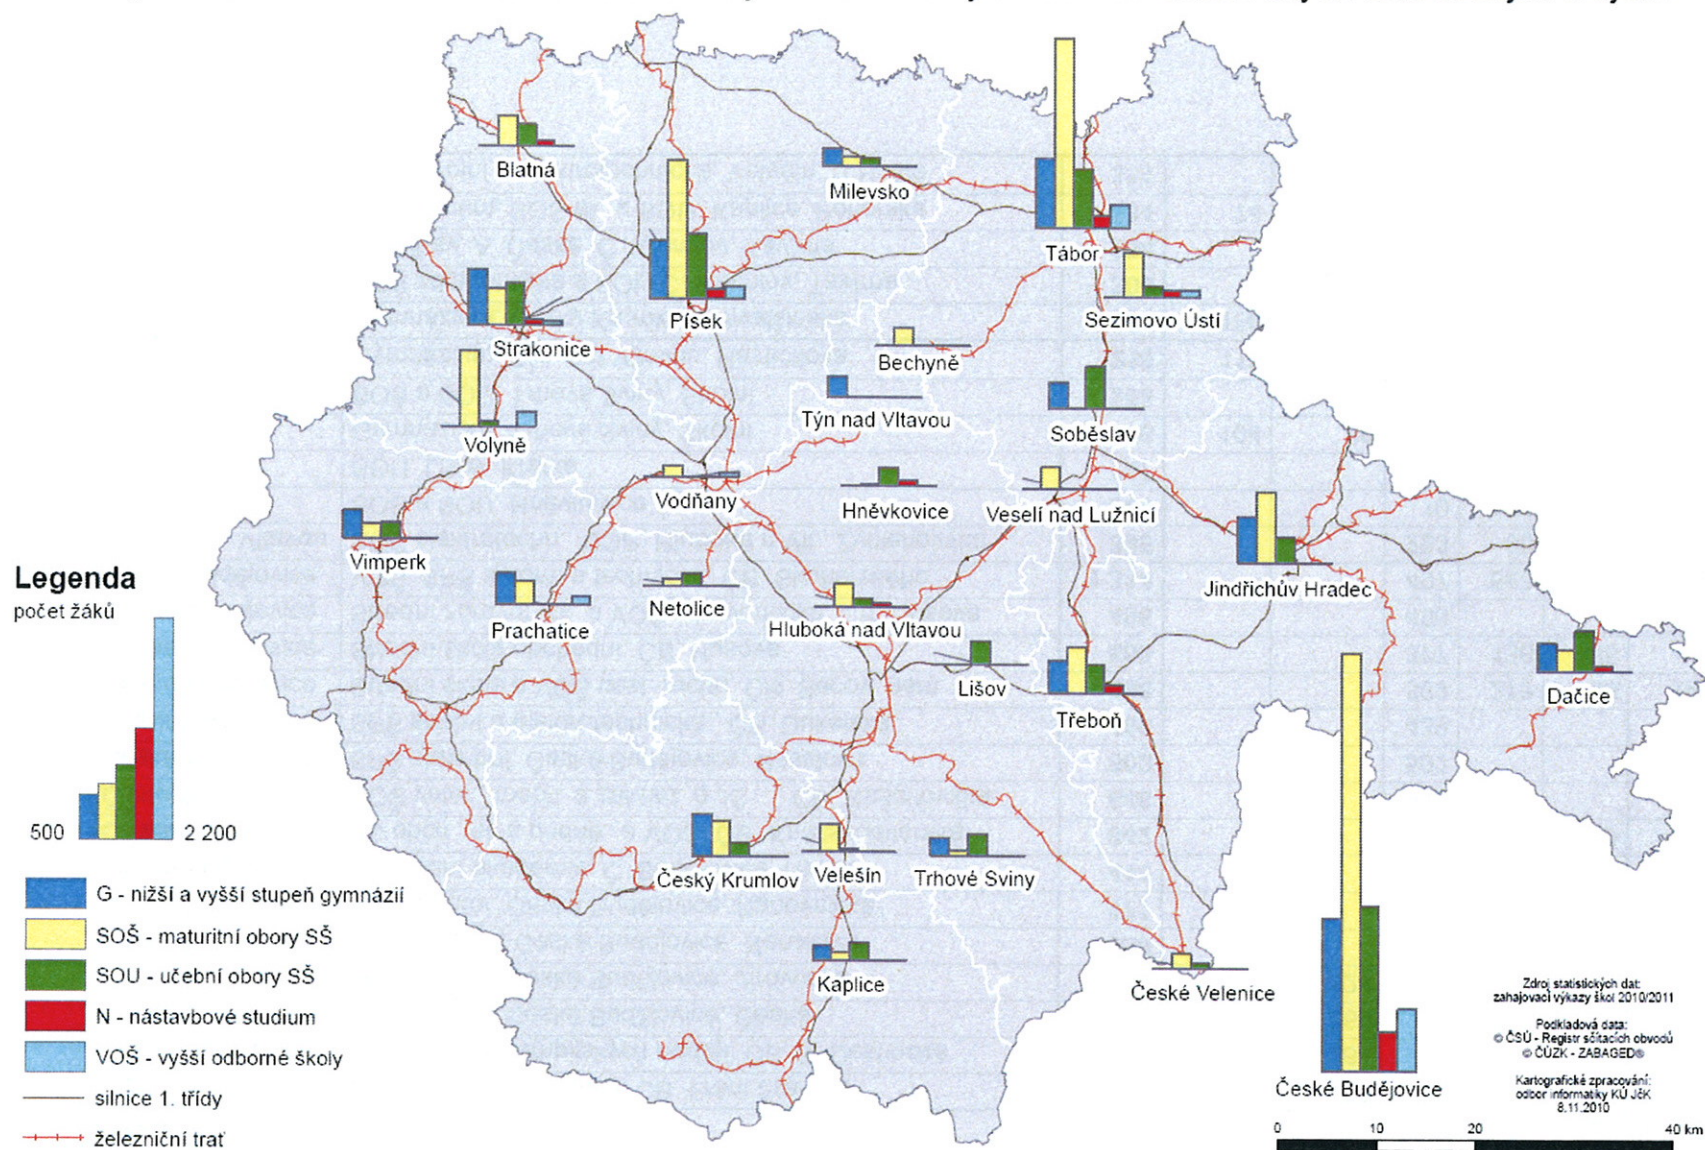 Blatná
Milevsko
Tábor
Písek
Sezimovo Ústí
Strakonice
Bechyně
Týn nad Vltavou
Soběslav
Volyně
Vodňany
Hněvkovice
Veselí nad Lužnicí
Vimperk
Jindřichův Hradec
Netolice
Prachatice
Hluboká nad Vltavou
Lišov
Třeboň
Dačice
Český Krumlov
Velešín
Trhové Sviny
Kaplice
České Velenice
České Budějovice
Legenda
počet žáků
500
2 200
G - nižší a vyšší stupeň gymnázií
SOŠ - maturitní obory SŠ
SOU - učební obory SŠ
N - nástavbové studium
VOŠ - vyšší odborné školy
silnice 1. třídy
železniční trať
Zdroj statistických dat:
zahajovací výkazy škol 2010/2011
Podkladová data:
© ČSÚ - Registr sčítacích obvodů
© ČÚZK - ZABAGED®
Kartografické zpracování:
odbor informatiky KÚ JčK
8.11.2010
0 10 20 40 km